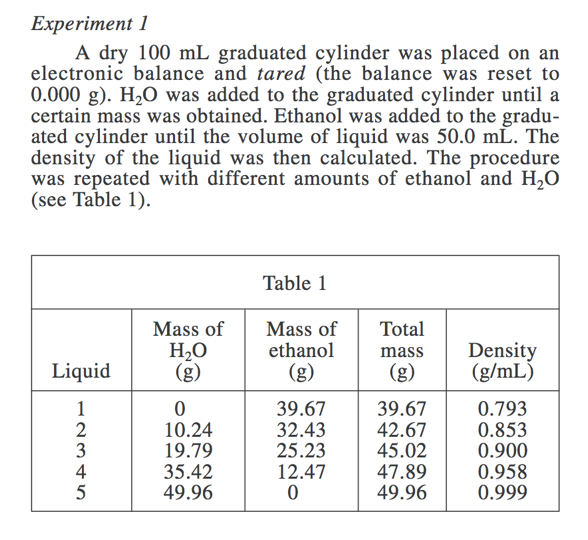 Experiment 1
A dry 100 mL graduated cylinder was placed on an
electronic balance and tared (the balance was reset to
0.000 g). H₂O was added to the graduated cylinder until a
certain mass was obtained. Ethanol was added to the gradu-
ated cylinder until the volume of liquid was 50.0 mL. The
density of the liquid was then calculated. The procedure
was repeated with different amounts of ethanol and H₂O
(see Table 1).
Table 1
Liquid | Mass of H₂O (g) | Mass of ethanol (g) | Total mass (g) | Density (g/mL)
1 | 0 | 39.67 | 39.67 | 0.793
2 | 10.24 | 32.43 | 42.67 | 0.853
3 | 19.79 | 25.23 | 45.02 | 0.900
4 | 35.42 | 12.47 | 47.89 | 0.958
5 | 49.96 | 0 | 49.96 | 0.999